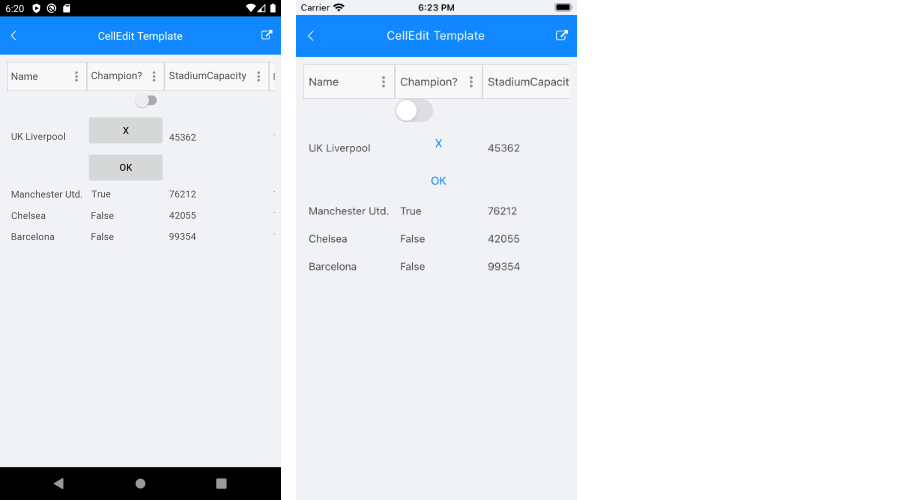 6:20
CellEdit Template
Name Champion? StadiumCapacity
X
UK Liverpool 45362
OK
Manchester Utd. True 76212
Chelsea False 42055
Barcelona False 99354
Carrier 6:23 PM
CellEdit Template
Name Champion? StadiumCapacit
X
UK Liverpool 45362
OK
Manchester Utd. True 76212
Chelsea False 42055
Barcelona False 99354